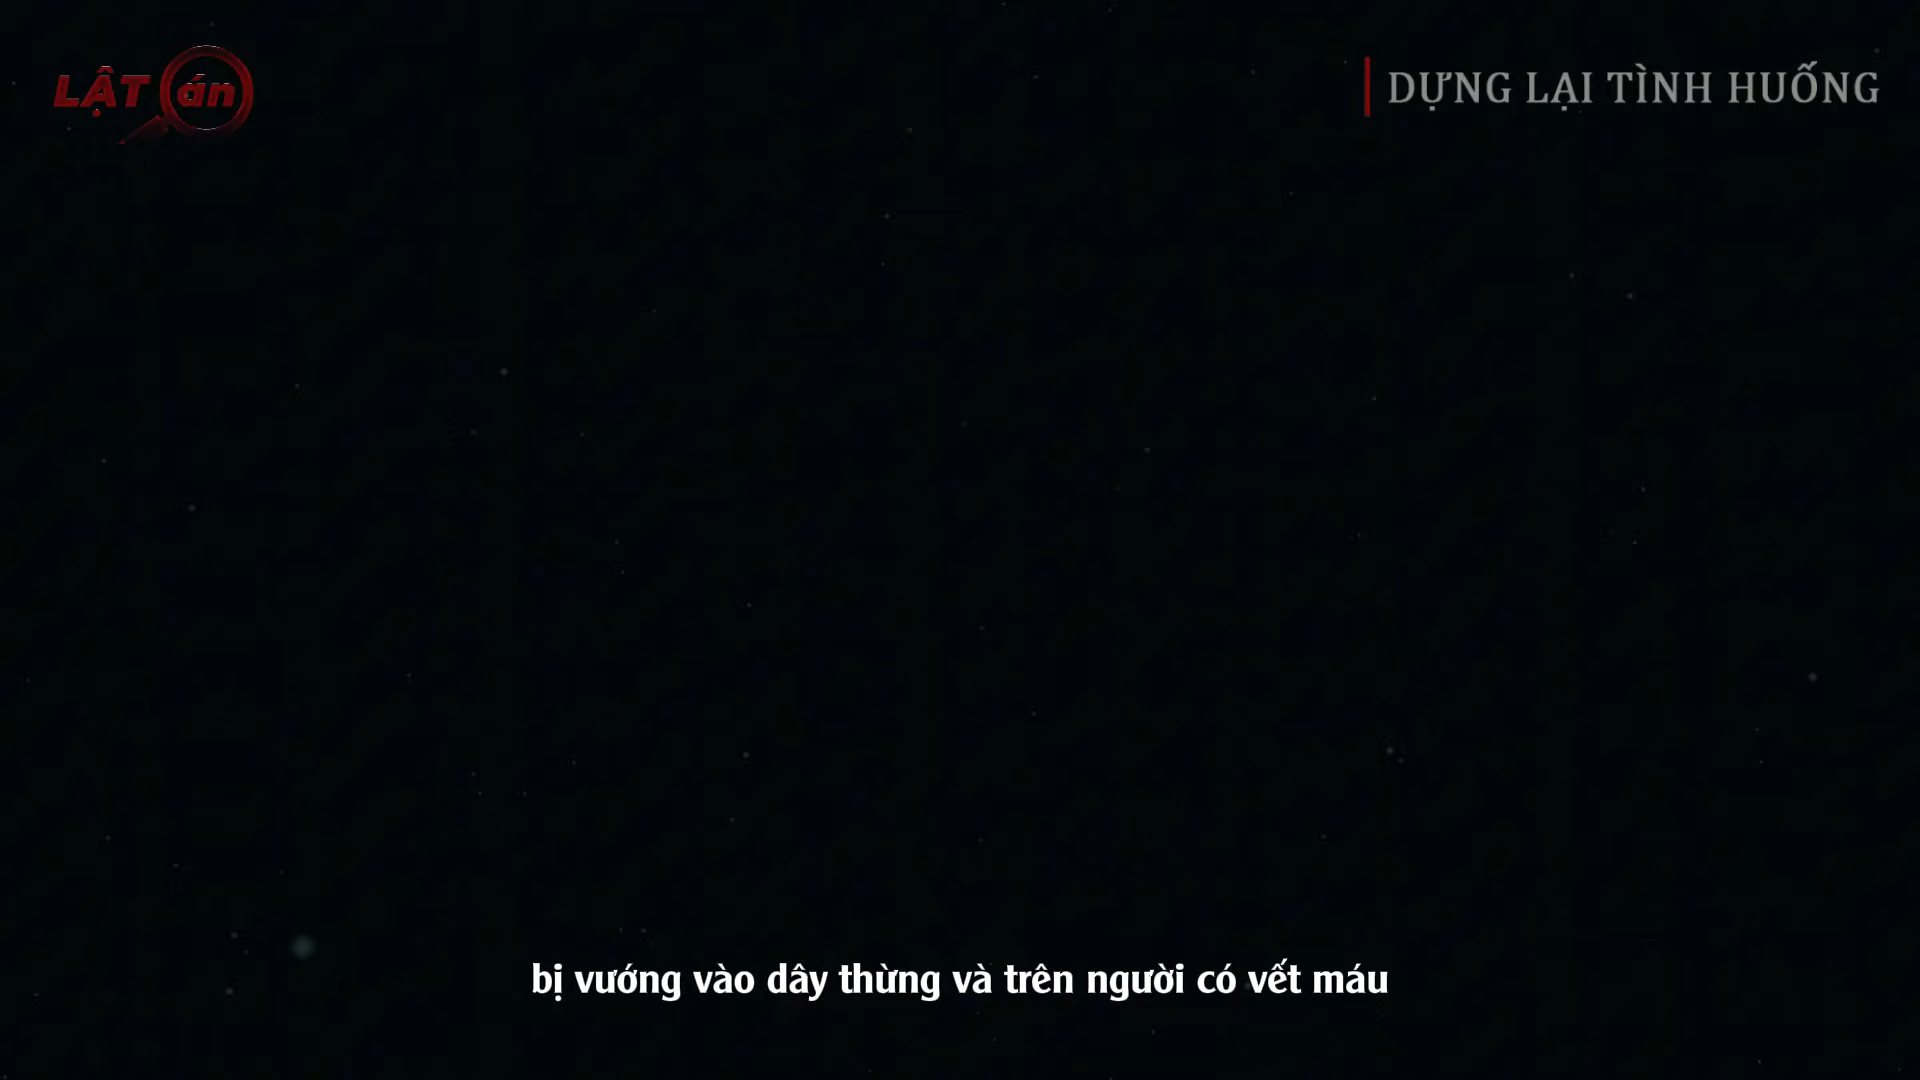 LẬT án
DỰNG LẠI TÌNH HUỐNG
bị vướng vào dây thừng và trên người có vết máu